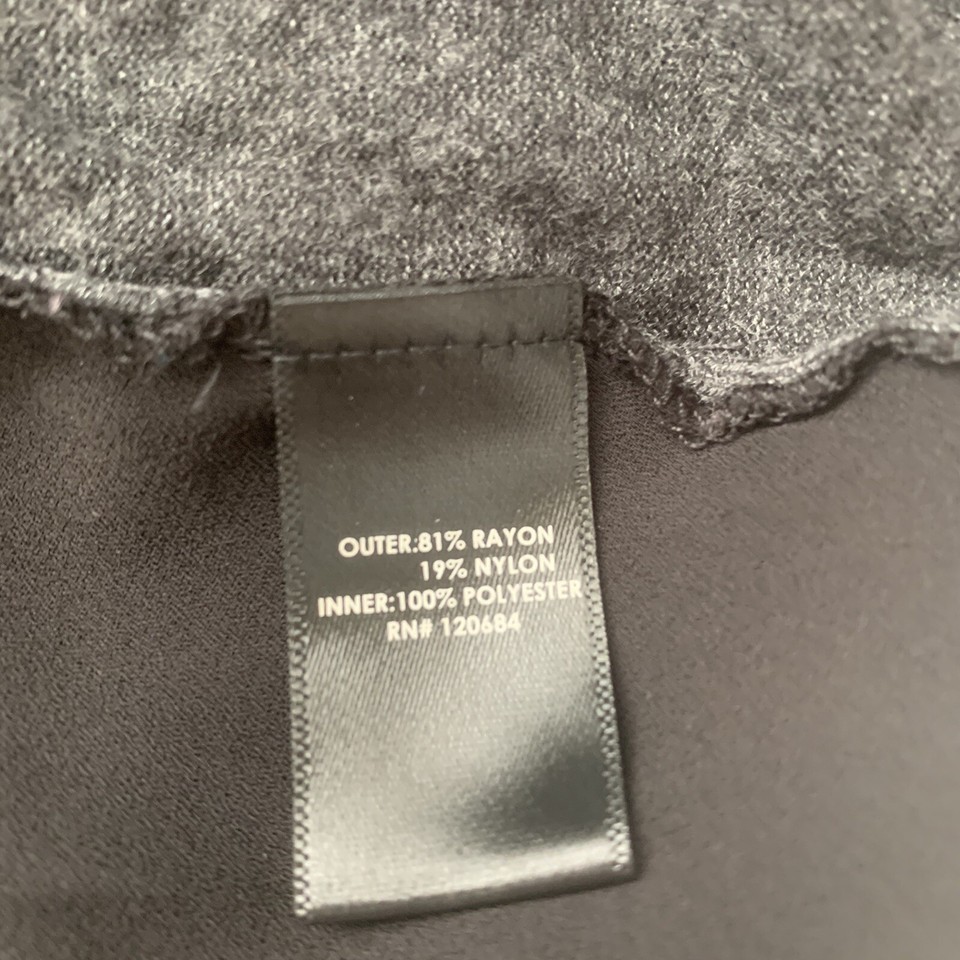 OUTER:81% RAYON
19% NYLON
INNER:100% POLYESTER
RN# 120684